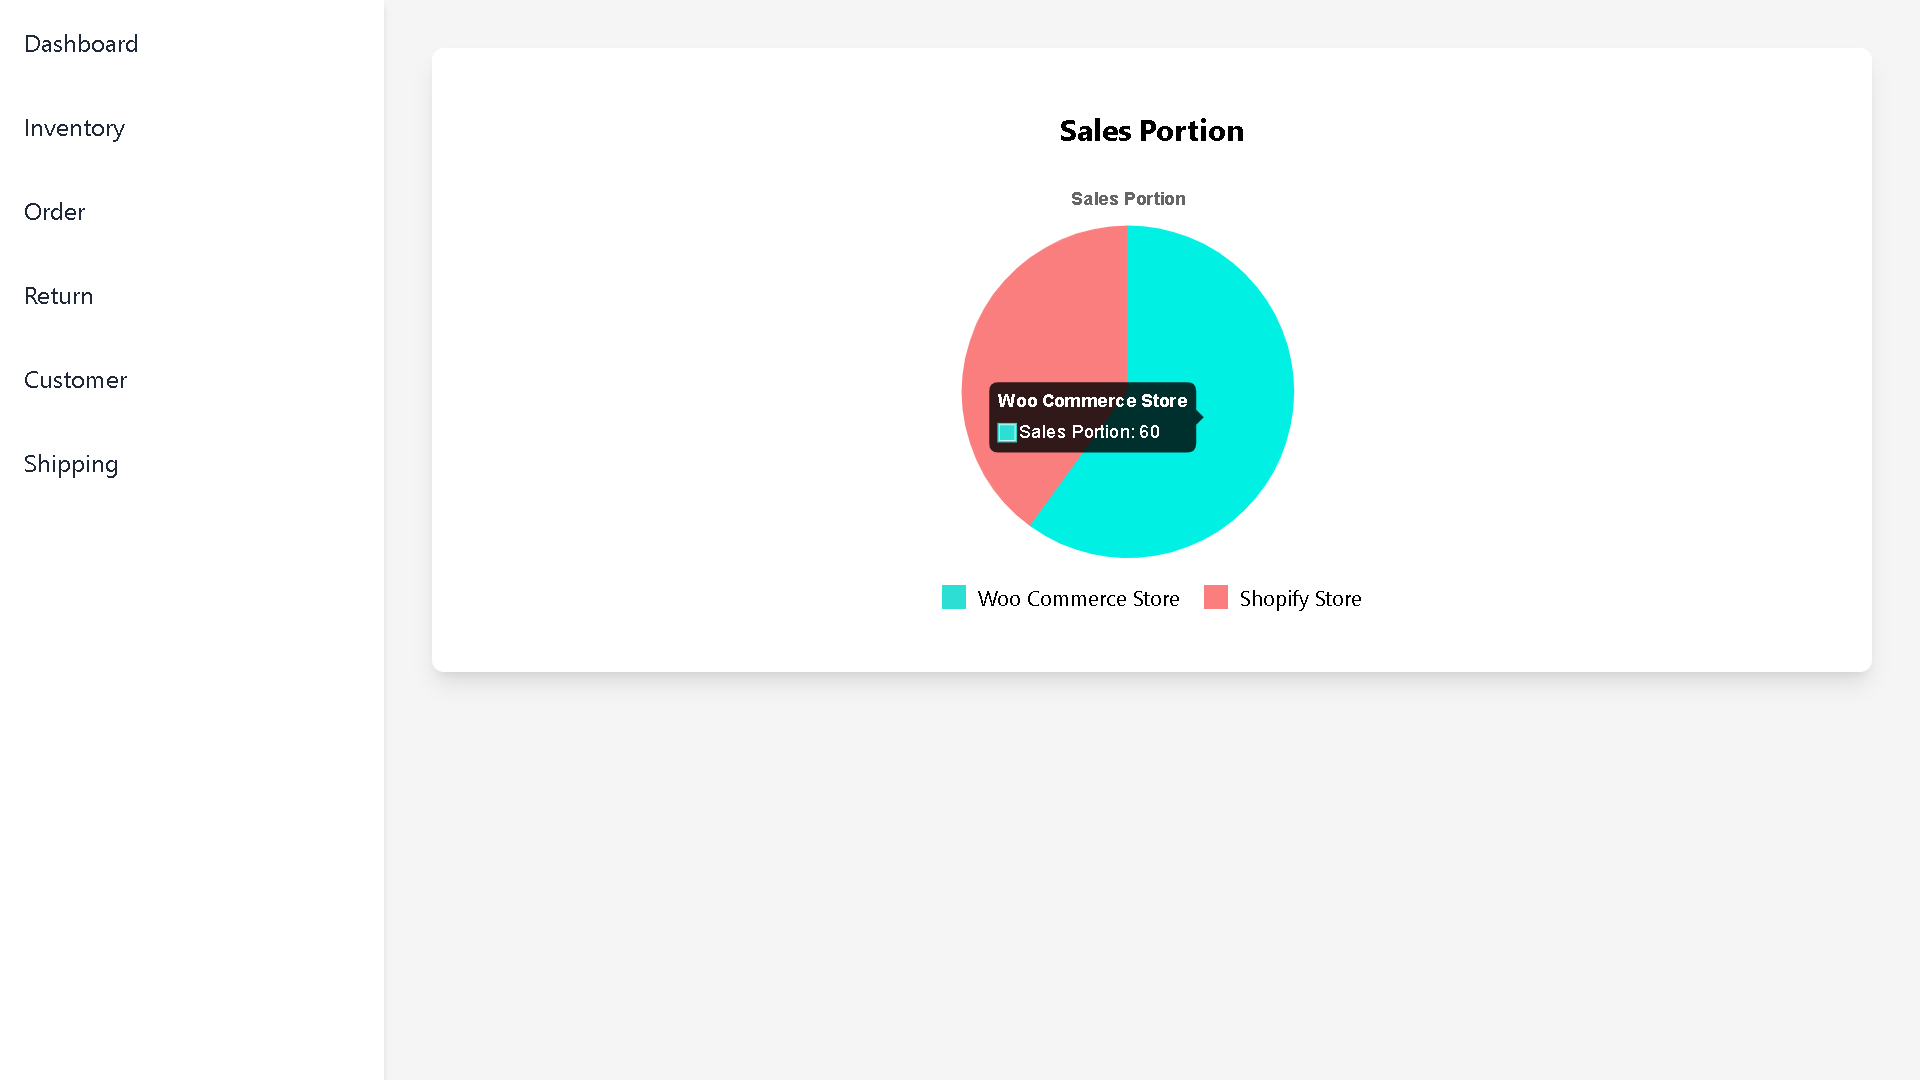 Dashboard
Inventory
Order
Return
Customer
Shipping
Sales Portion
Sales Portion
Woo Commerce Store
Sales Portion: 60
Woo Commerce Store
Shopify Store